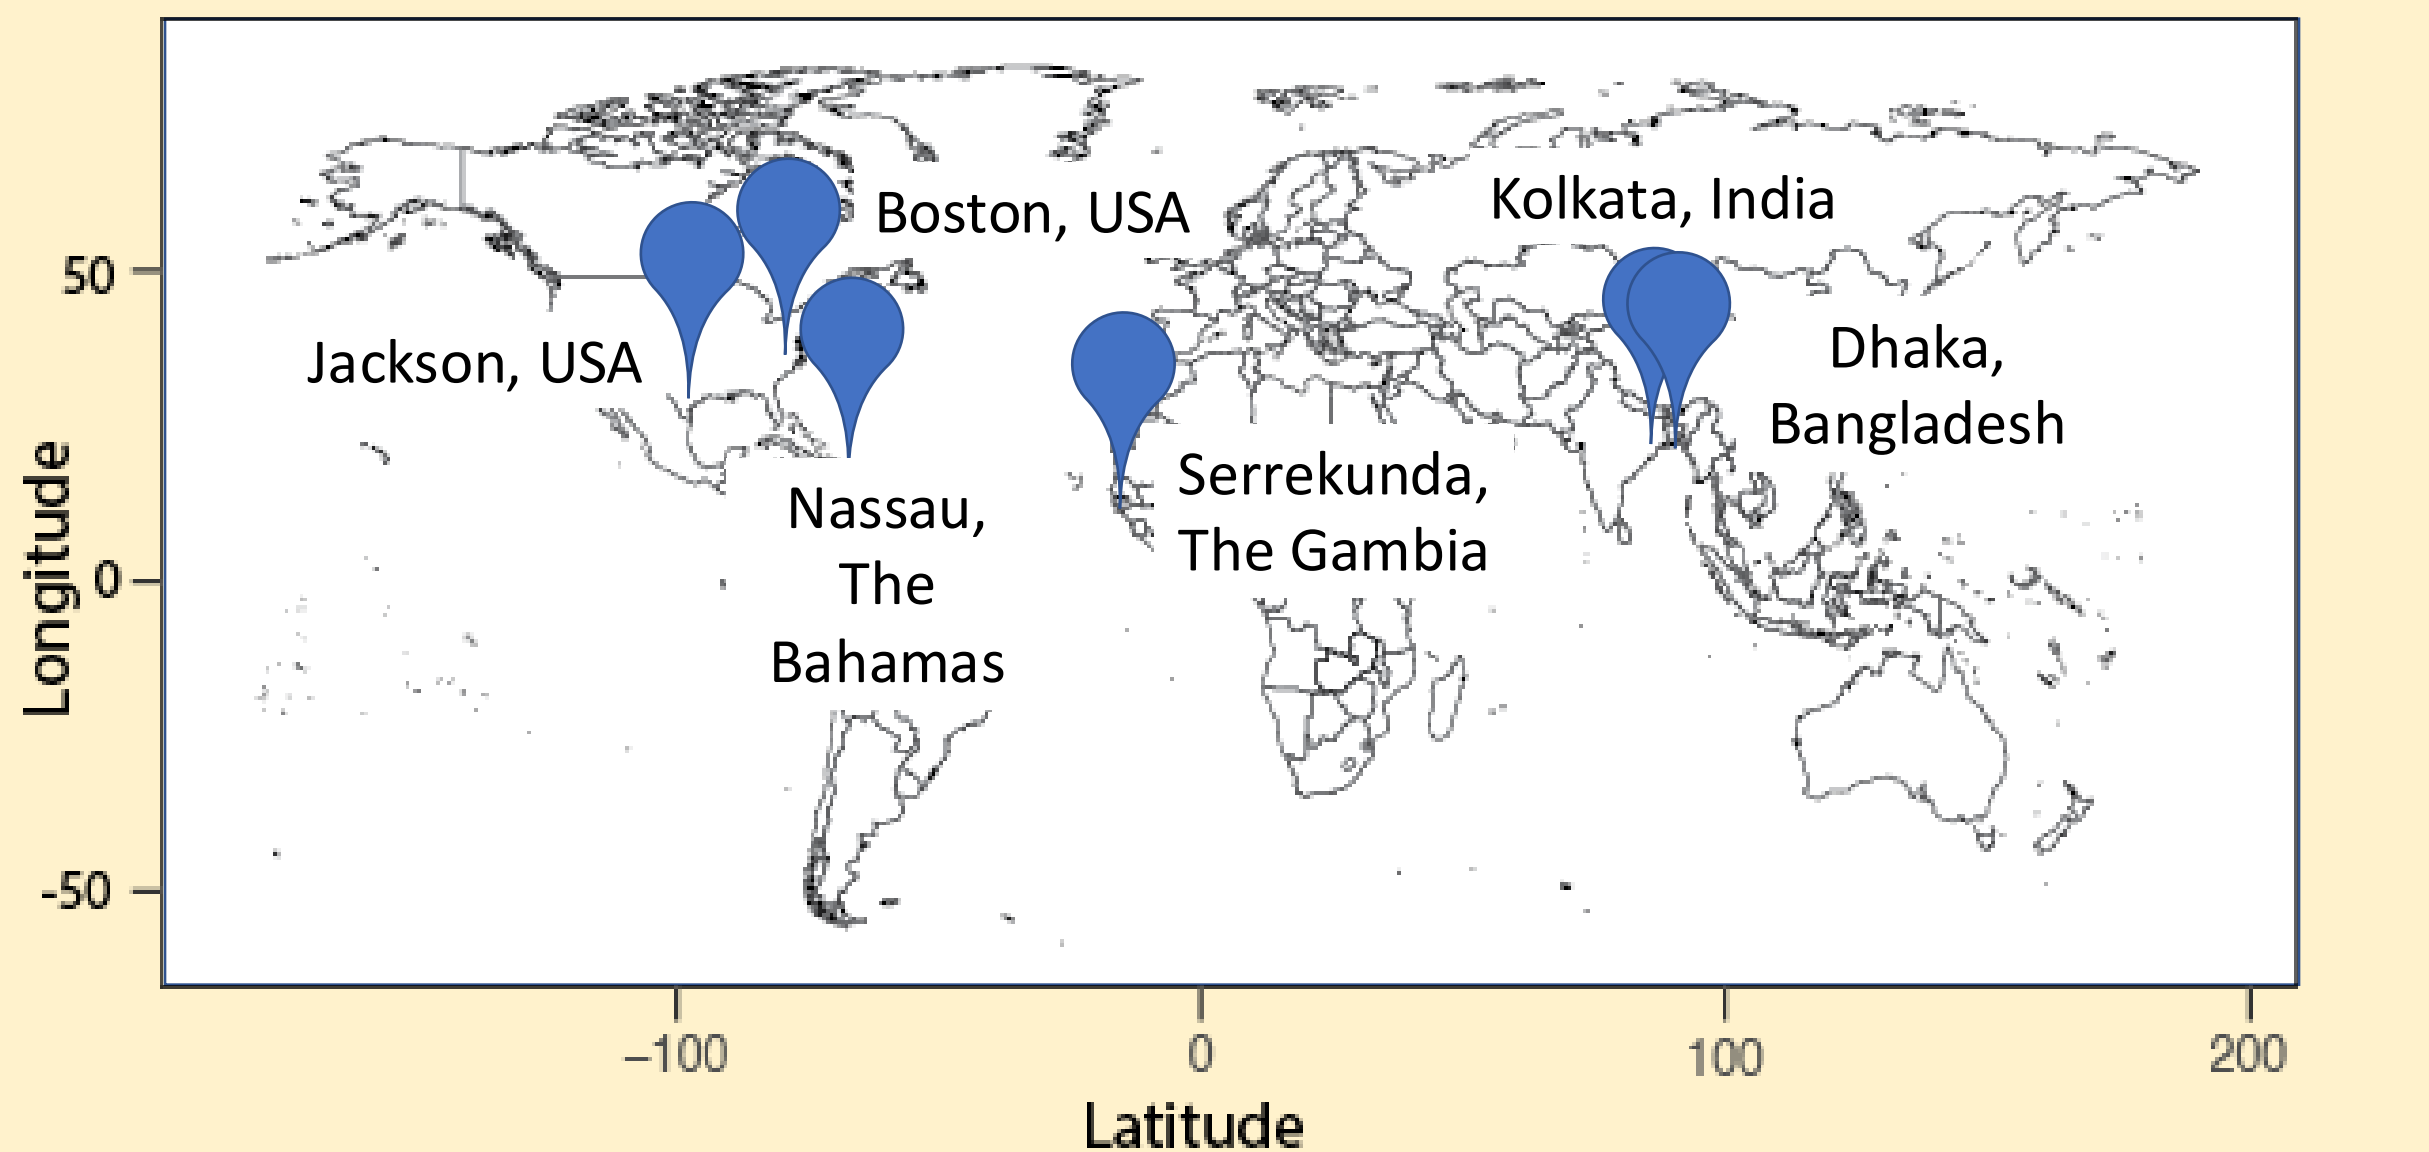 Boston, USA
Kolkata, India
Jackson, USA
Dhaka,
Bangladesh
Serrekunda,
The Gambia
Nassau,
The
Bahamas
Longitude
50
0
-50
−100
0
100
200
Latitude